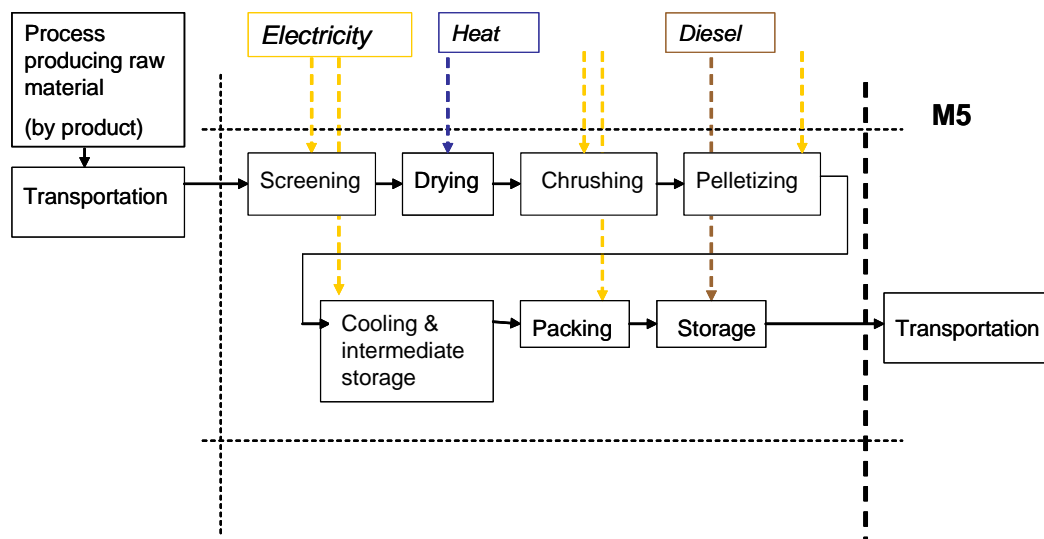 Process
producing raw
material
(by product)
Electricity
Heat
Diesel
M5
Transportation
Screening
Drying
Chrushing
Pelletizing
Cooling &
intermediate
storage
Packing
Storage
Transportation